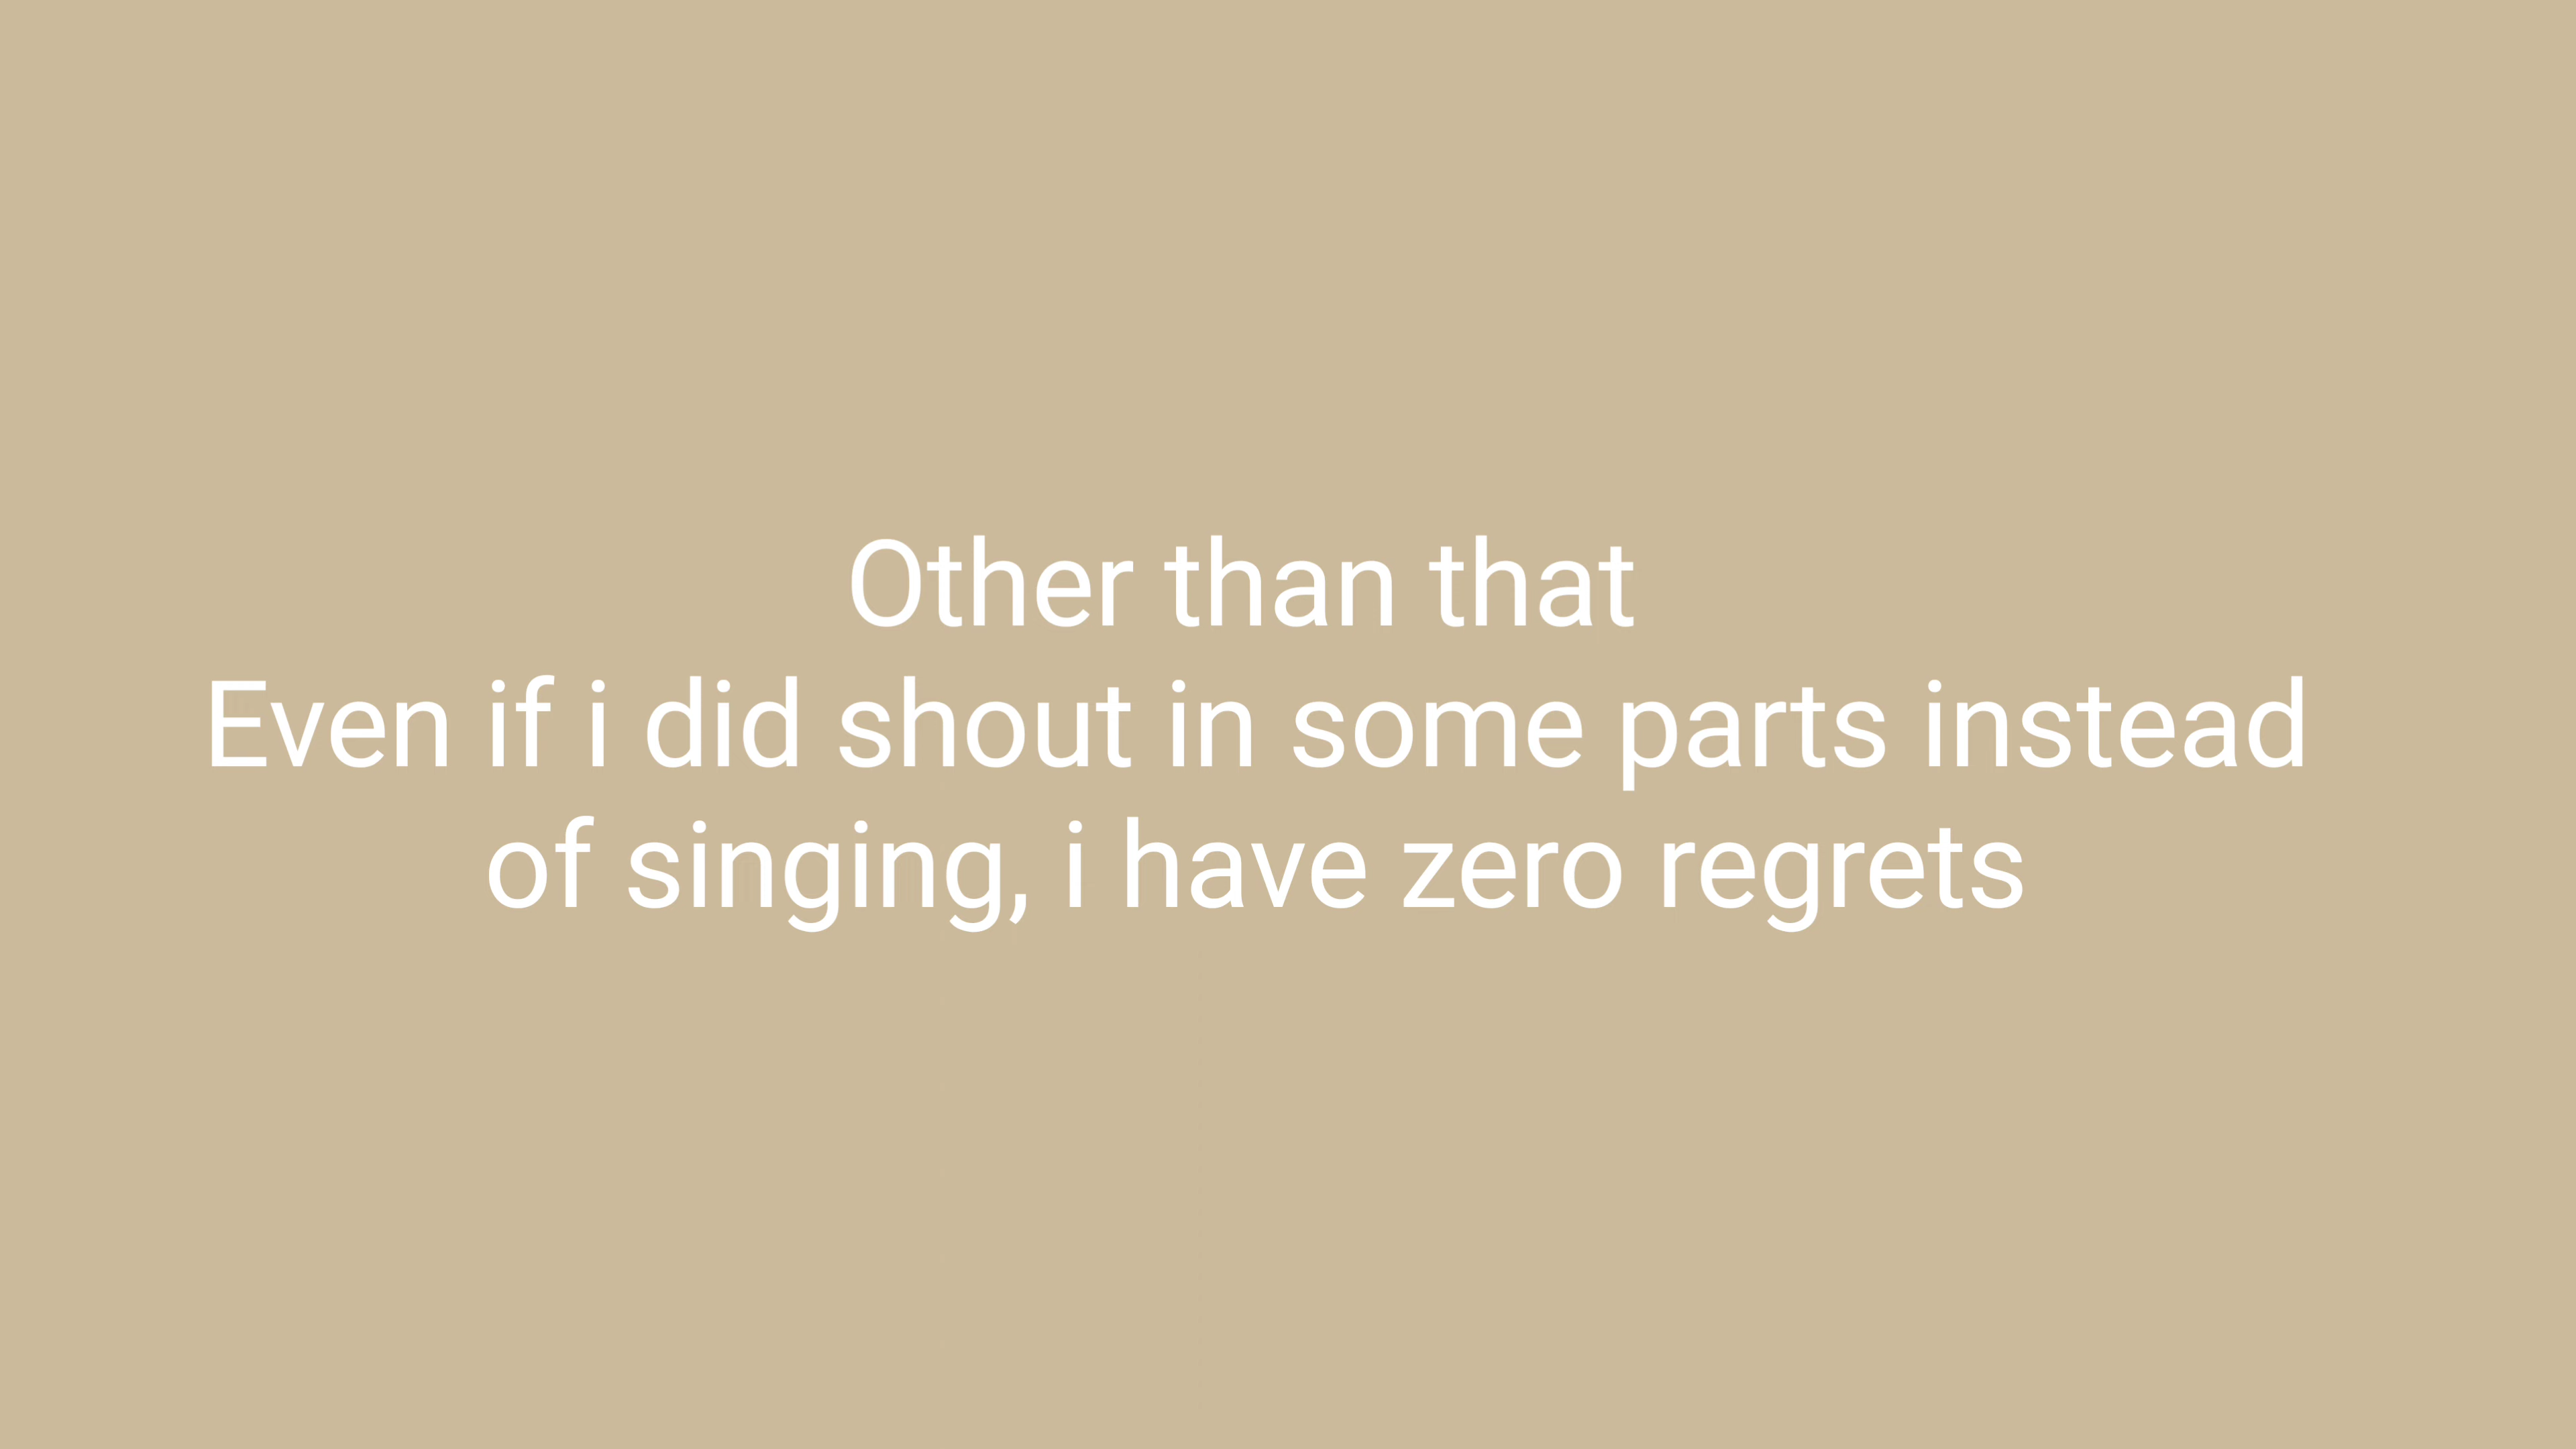 Other than that
Even if i did shout in some parts instead
of singing, i have zero regrets